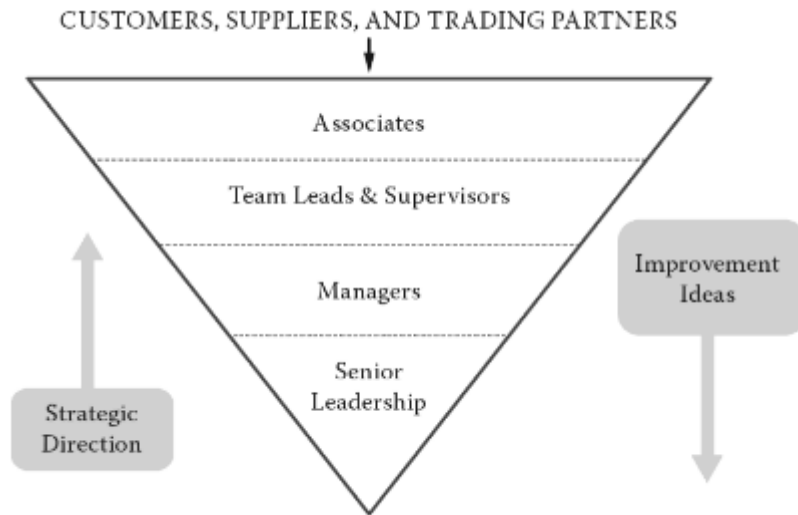 CUSTOMERS, SUPPLIERS, AND TRADING PARTNERS
Associates
Team Leads & Supervisors
Managers
Senior
Leadership
Improvement
Ideas
Strategic
Direction